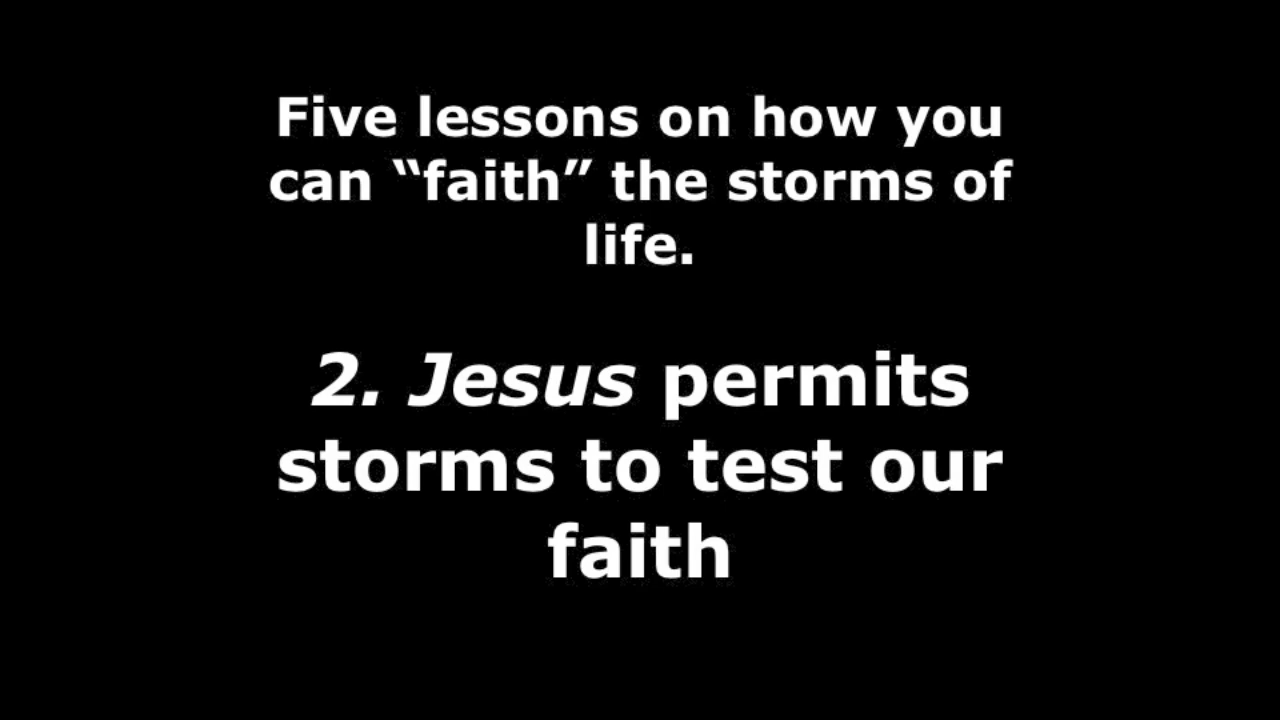 Five lessons on how you
can “faith” the storms of
life.
2. Jesus permits
storms to test our
faith